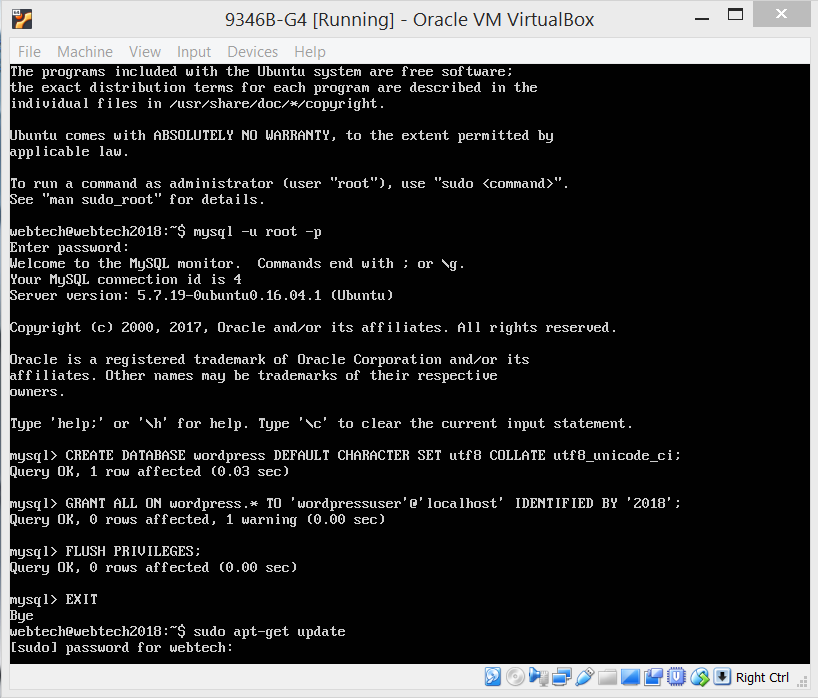 9346B-G4 [Running] - Oracle VM VirtualBox
File Machine View Input Devices Help
The programs included with the Ubuntu system are free software;
the exact distribution terms for each program are described in the
individual files in /usr/share/doc/*/copyright.
Ubuntu comes with ABSOLUTELY NO WARRANTY, to the extent permitted by
applicable law.
To run a command as administrator (user "root"), use "sudo <command>".
See "man sudo_root" for details.
webtech@webtech2018:~$ mysql -u root -p
Enter password:
Welcome to the MySQL monitor.  Commands end with ; or \g.
Your MySQL connection id is 4
Server version: 5.7.19-0ubuntu0.16.04.1 (Ubuntu)
Copyright (c) 2000, 2017, Oracle and/or its affiliates. All rights reserved.
Oracle is a registered trademark of Oracle Corporation and/or its
affiliates. Other names may be trademarks of their respective
owners.
Type 'help;' or '\h' for help. Type '\c' to clear the current input statement.
mysql> CREATE DATABASE wordpress DEFAULT CHARACTER SET utf8 COLLATE utf8_unicode_ci;
Query OK, 1 row affected (0.03 sec)
mysql> GRANT ALL ON wordpress.* TO 'wordpressuser'@'localhost' IDENTIFIED BY '2018';
Query OK, 0 rows affected, 1 warning (0.00 sec)
mysql> FLUSH PRIVILEGES;
Query OK, 0 rows affected (0.00 sec)
mysql> EXIT
Bye
webtech@webtech2018:~$ sudo apt-get update
[sudo] password for webtech:
Right Ctrl